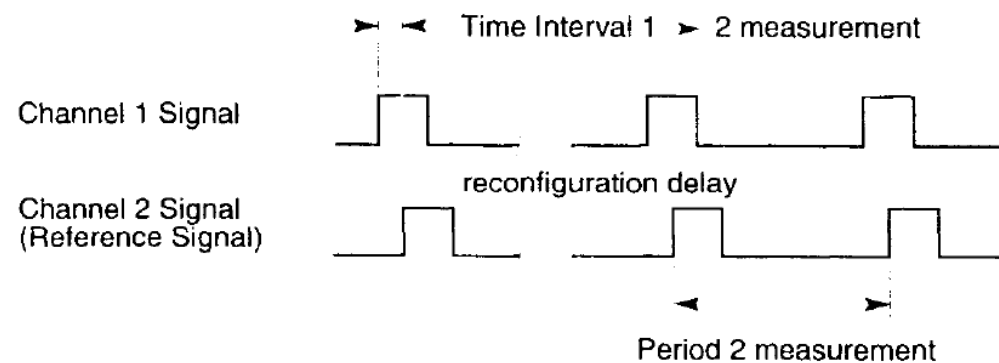 Time Interval 1 ➤ 2 measurement
Channel 1 Signal
reconfiguration delay
Channel 2 Signal
(Reference Signal)
Period 2 measurement